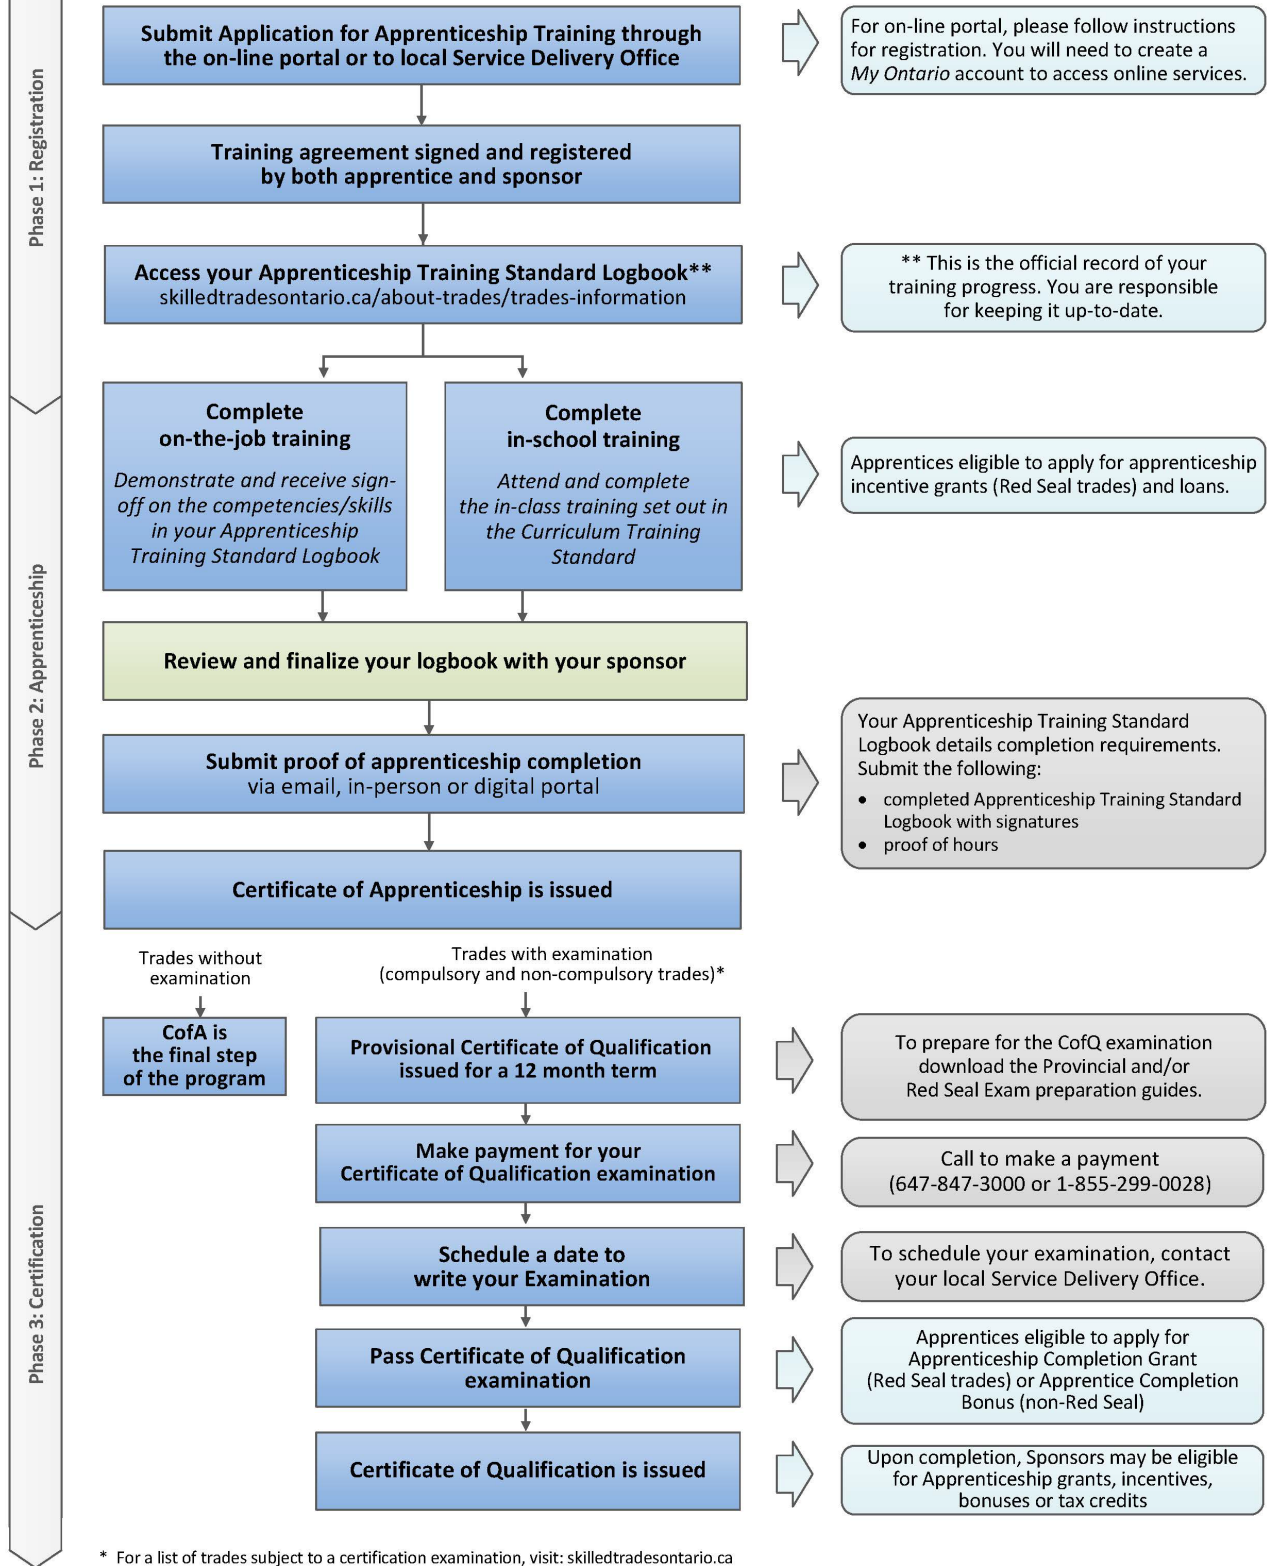 Phase 1: Registration
Submit Application for Apprenticeship Training through
the on-line portal or to local Service Delivery Office
For on-line portal, please follow instructions
for registration. You will need to create a
My Ontario account to access online services.
Training agreement signed and registered
by both apprentice and sponsor
Access your Apprenticeship Training Standard Logbook**
skilledtradesontario.ca/about-trades/trades-information
** This is the official record of your
training progress. You are responsible
for keeping it up-to-date.
Phase 2: Apprenticeship
Complete
on-the-job training
Demonstrate and receive sign-
off on the competencies/skills
in your Apprenticeship
Training Standard Logbook
Complete
in-school training
Attend and complete
the in-class training set out in
the Curriculum Training
Standard
Apprentices eligible to apply for apprenticeship
incentive grants (Red Seal trades) and loans.
Review and finalize your logbook with your sponsor
Submit proof of apprenticeship completion
via email, in-person or digital portal
Your Apprenticeship Training Standard
Logbook details completion requirements.
Submit the following:
• completed Apprenticeship Training Standard
Logbook with signatures
• proof of hours
Certificate of Apprenticeship is issued
Phase 3: Certification
Trades without
examination
CofA is
the final step
of the program
Trades with examination
(compulsory and non-compulsory trades)*
Provisional Certificate of Qualification
issued for a 12 month term
To prepare for the CofQ examination
download the Provincial and/or
Red Seal Exam preparation guides.
Make payment for your
Certificate of Qualification examination
Call to make a payment
(647-847-3000 or 1-855-299-0028)
Schedule a date to
write your Examination
To schedule your examination, contact
your local Service Delivery Office.
Pass Certificate of Qualification
examination
Apprentices eligible to apply for
Apprenticeship Completion Grant
(Red Seal trades) or Apprentice Completion
Bonus (non-Red Seal)
Certificate of Qualification is issued
Upon completion, Sponsors may be eligible
for Apprenticeship grants, incentives,
bonuses or tax credits
* For a list of trades subject to a certification examination, visit: skilledtradesontario.ca